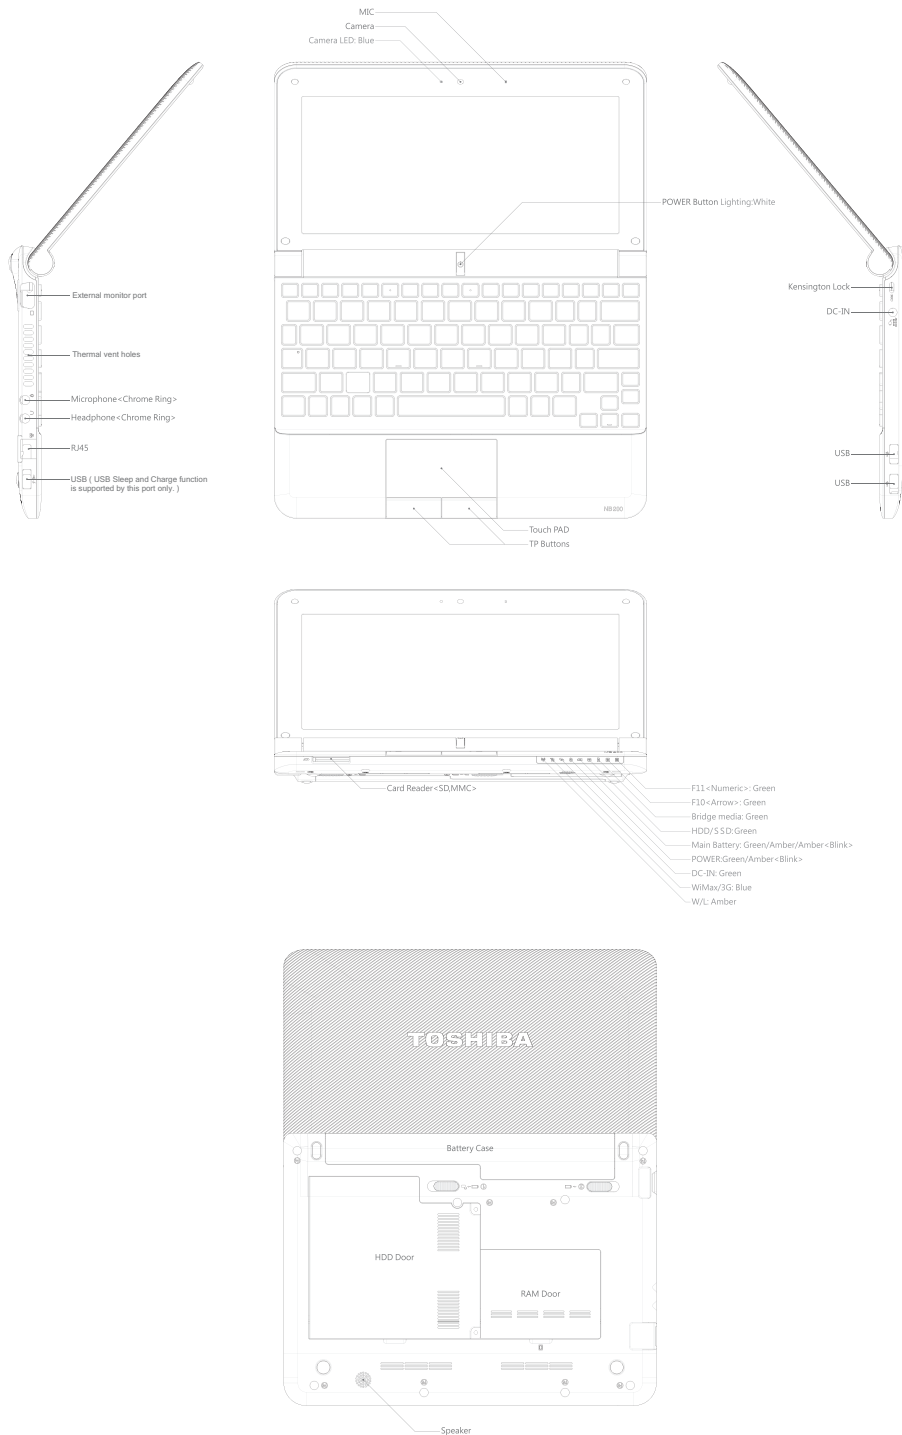 MIC
Camera
Camera LED: Blue
POWER Button Lighting:White
External monitor port
Thermal vent holes
Microphone<Chrome Ring>
Headphone<Chrome Ring>
RJ45
USB ( USB Sleep and Charge function
is supported by this port only. )
Kensington Lock
DC-IN
USB
USB
NB200
Touch PAD
TP Buttons
Card Reader<SD,MMC>
F11<Numeric>: Green
F10<Arrow>: Green
Bridge media: Green
HDD/SSD:Green
Main Battery: Green/Amber/Amber<Blink>
POWER:Green/Amber<Blink>
DC-IN: Green
WiMax/3G: Blue
W/L: Amber
TOSHIBA
Battery Case
HDD Door
RAM Door
Speaker